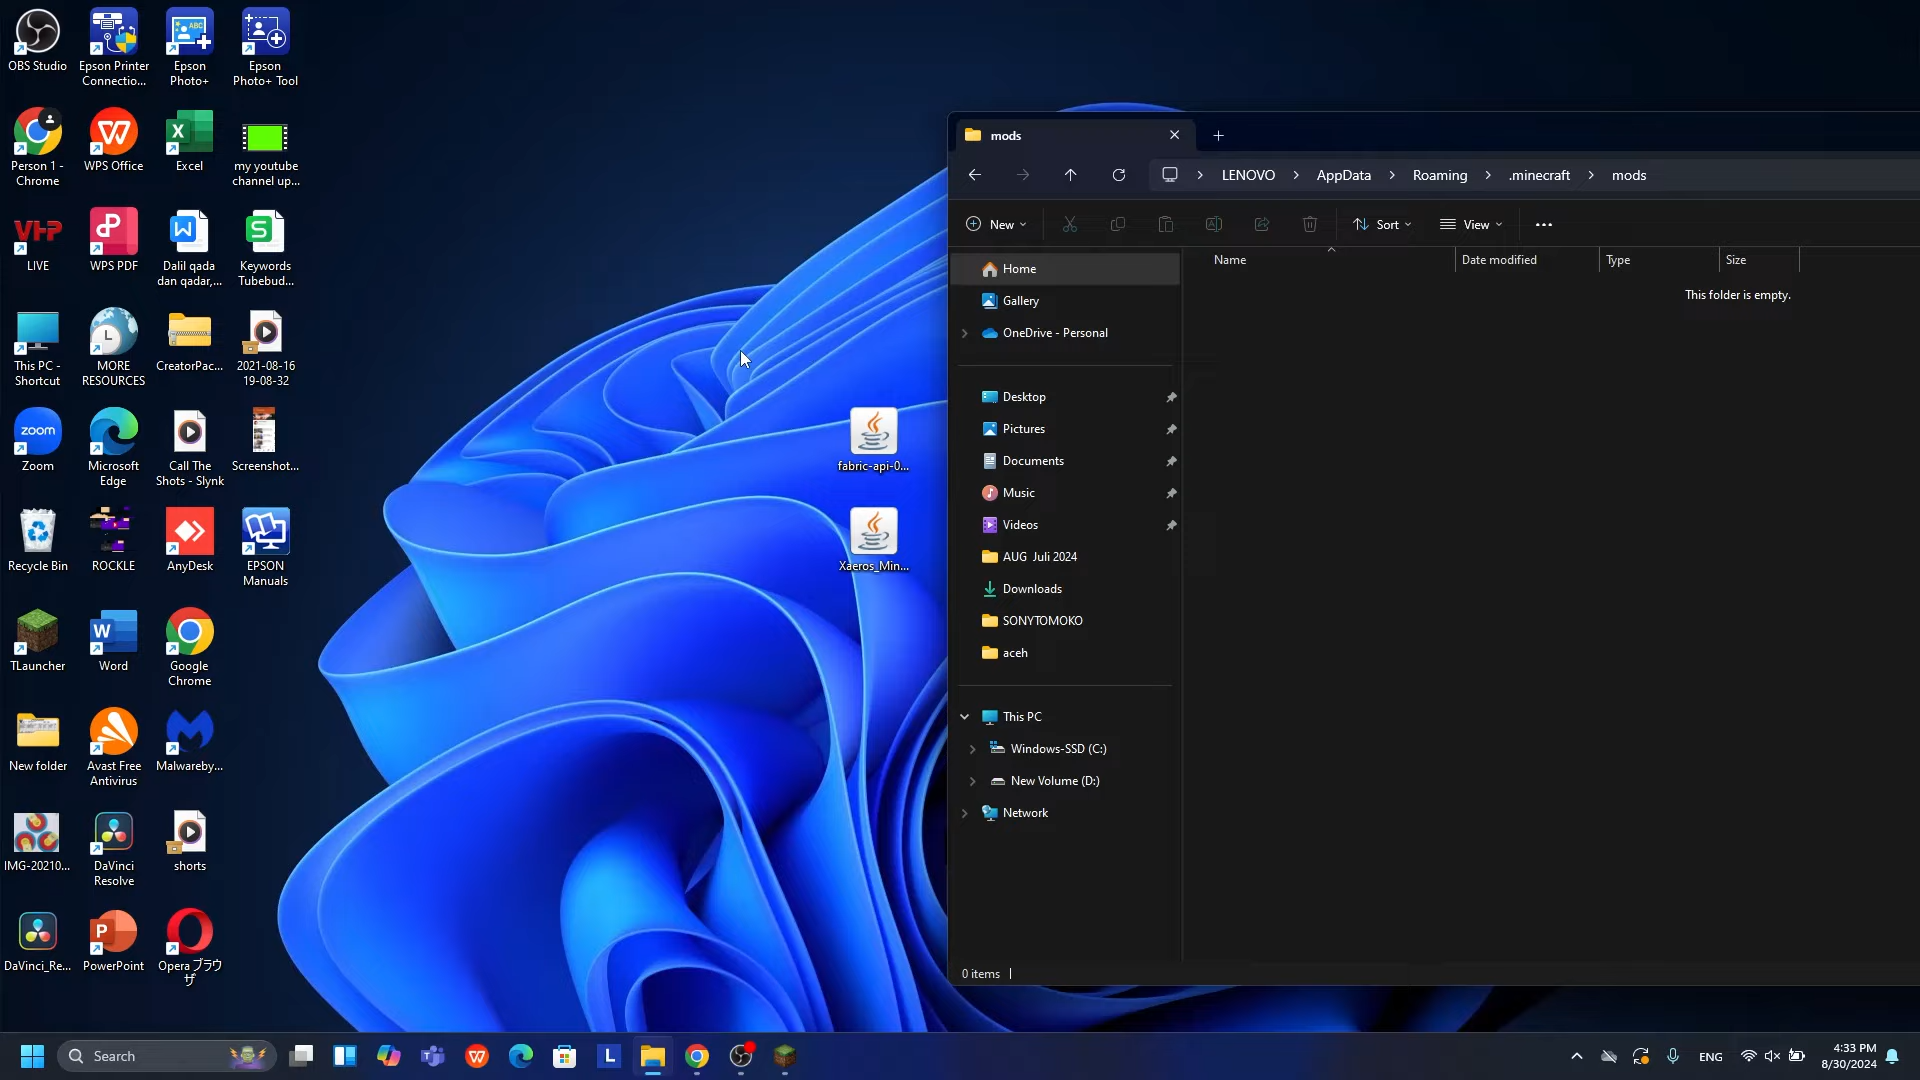 OBS Studio
Epson Printer
Connectio...
Epson
Photo+
Epson
Photo+ Tool
Person 1 -
Chrome
WPS Office
Excel
my youtube
channel up...
VHP
LIVE
WPS PDF
Dalil qada
dan qadar,...
Keywords
Tubebud...
This PC -
Shortcut
MORE
RESOURCES
CreatorPac...
2021-08-16
19-08-32
zoom
Zoom
Microsoft
Edge
Call The
Shots - Slynk
Screenshot...
Recycle Bin
ROCKLE
AnyDesk
EPSON
Manuals
TLauncher
Word
Google
Chrome
New folder
Avast Free
Antivirus
Malwareby...
IMG-20210...
DaVinci
Resolve
shorts
DaVinci_Re...
PowerPoint
Opera ブラウ
ザ
fabric-api-0...
Xaeros_Min...
mods
LENOVO > AppData > Roaming > .minecraft > mods
New
Sort
View
Name
Date modified
Type
Size
This folder is empty.
Home
Gallery
OneDrive - Personal
Desktop
Pictures
Documents
Music
Videos
AUG Juli 2024
Downloads
SONYTOMOKO
aceh
This PC
Windows-SSD (C:)
New Volume (D:)
Network
0 items
Search
ENG
4:33 PM
8/30/2024